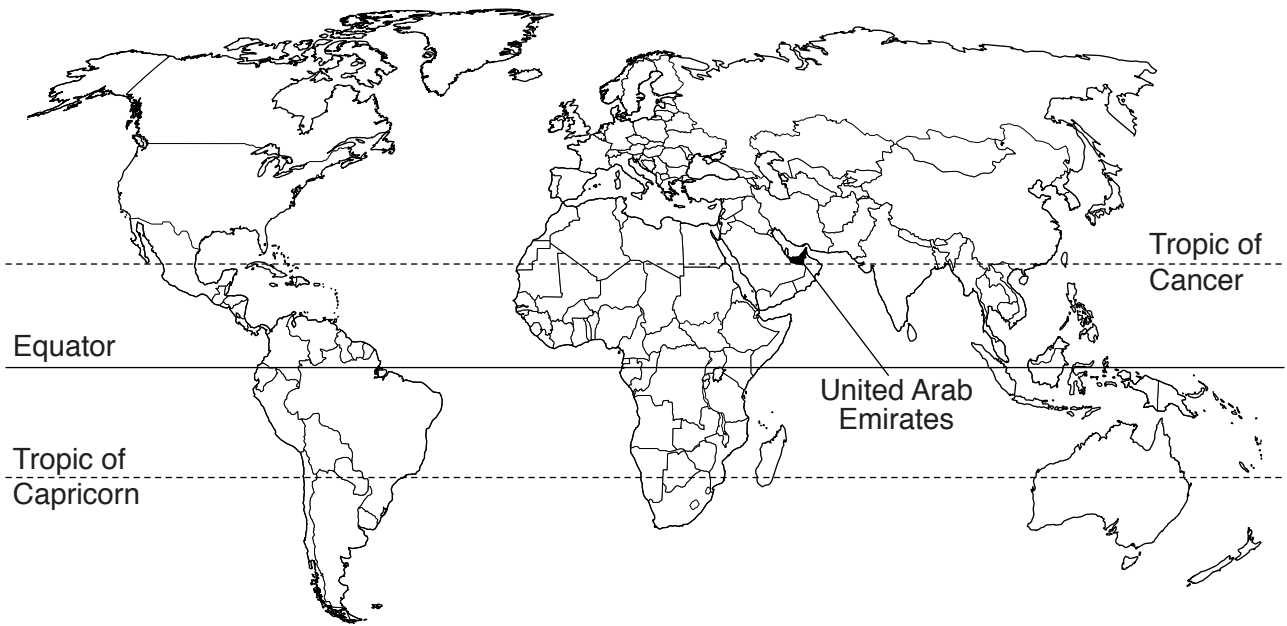 Tropic of
Cancer
Equator
United Arab
Emirates
Tropic of
Capricorn